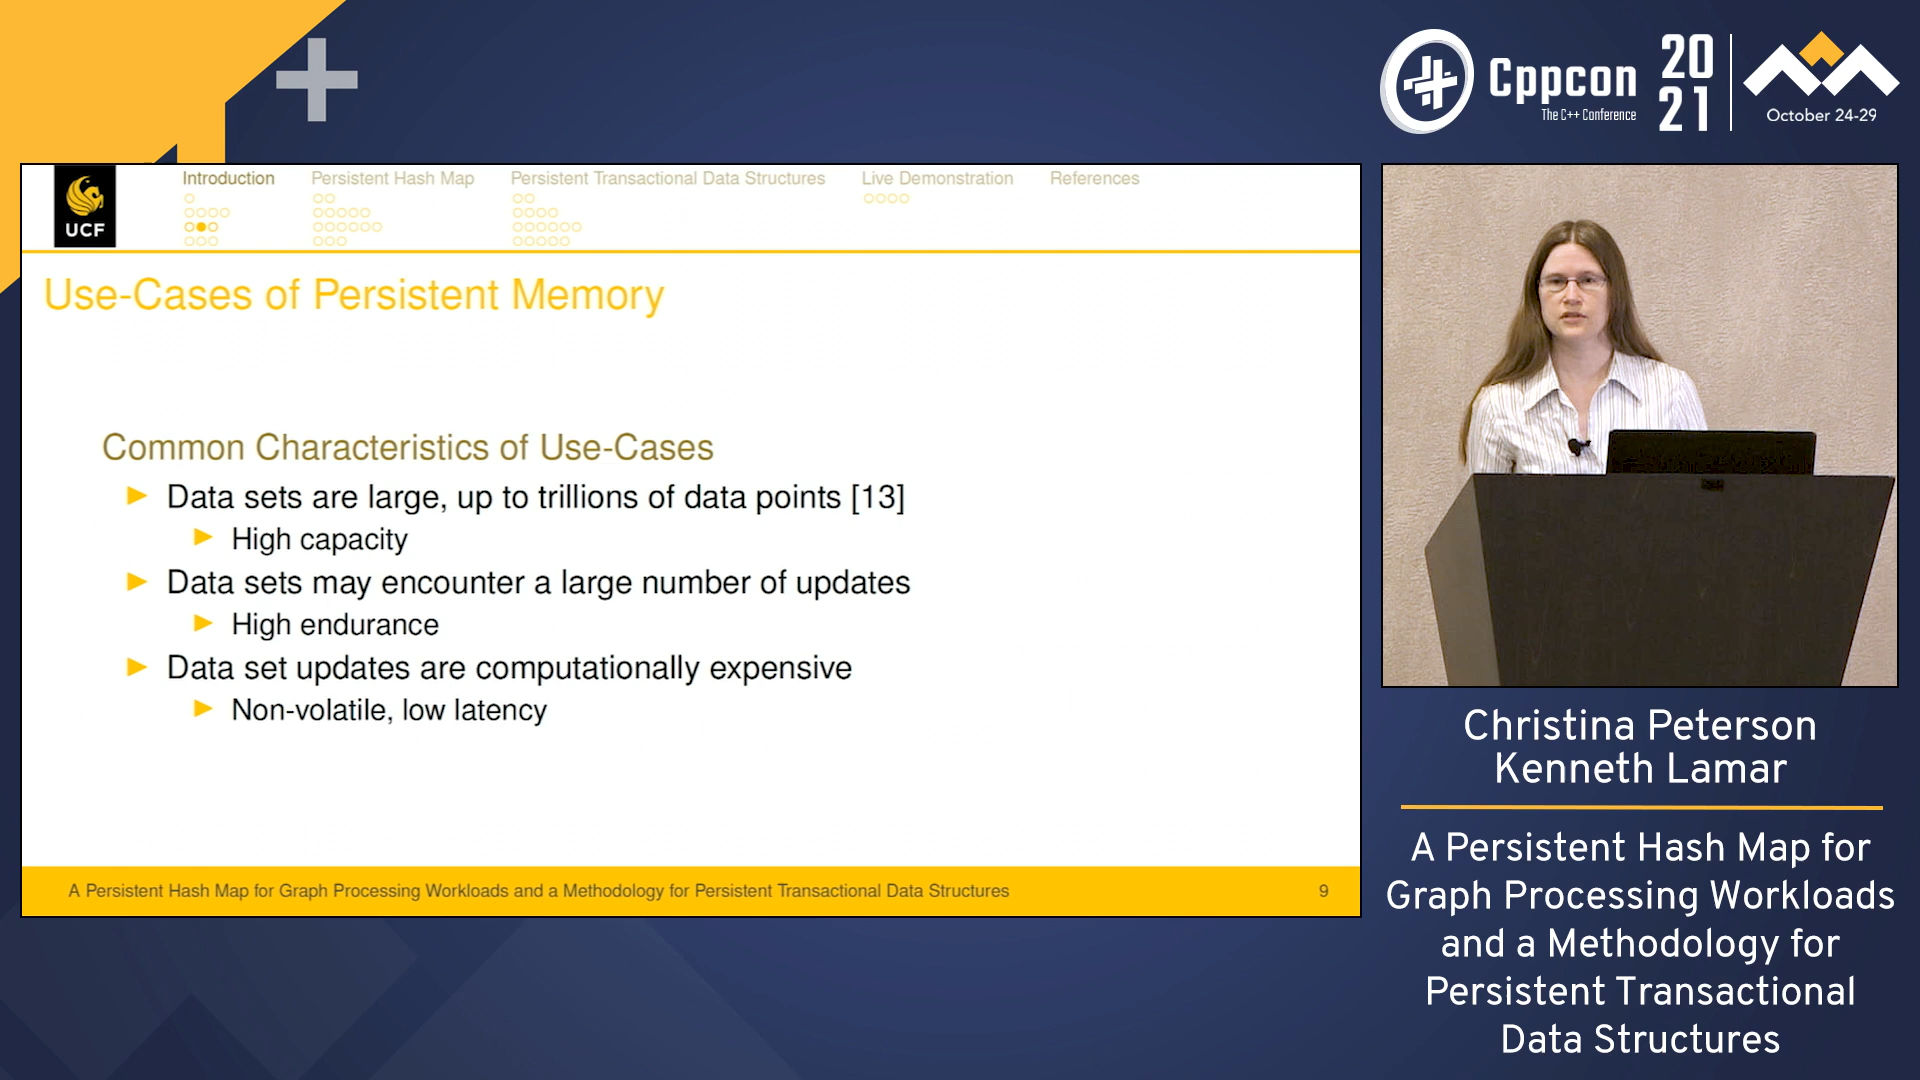 Cppcon
The C++ Conference
20
21
October 24-29
UCF
Introduction
Persistent Hash Map
Persistent Transactional Data Structures
Live Demonstration
References
Use-Cases of Persistent Memory
Common Characteristics of Use-Cases
Data sets are large, up to trillions of data points [13]
High capacity
Data sets may encounter a large number of updates
High endurance
Data set updates are computationally expensive
Non-volatile, low latency
A Persistent Hash Map for Graph Processing Workloads and a Methodology for Persistent Transactional Data Structures
9
Christina Peterson
Kenneth Lamar
A Persistent Hash Map for
Graph Processing Workloads
and a Methodology for
Persistent Transactional
Data Structures